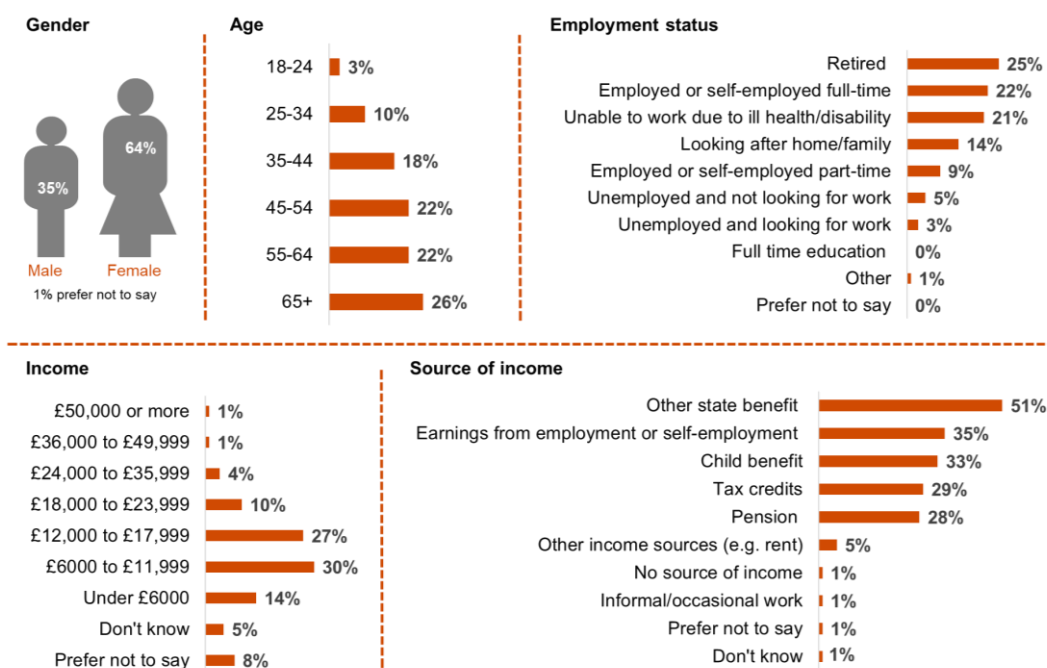 Gender
64%
35%
Male Female
1% prefer not to say
Age
18-24 3%
25-34 10%
35-44 18%
45-54 22%
55-64 22%
65+ 26%
Employment status
Retired 25%
Employed or self-employed full-time 22%
Unable to work due to ill health/disability 21%
Looking after home/family 14%
Employed or self-employed part-time 9%
Unemployed and not looking for work 5%
Unemployed and looking for work 3%
Full time education 0%
Other 1%
Prefer not to say 0%
Income
£50,000 or more 1%
£36,000 to £49,999 1%
£24,000 to £35,999 4%
£18,000 to £23,999 10%
£12,000 to £17,999 27%
£6000 to £11,999 30%
Under £6000 14%
Don't know 5%
Prefer not to say 8%
Source of income
Other state benefit 51%
Earnings from employment or self-employment 35%
Child benefit 33%
Tax credits 29%
Pension 28%
Other income sources (e.g. rent) 5%
No source of income 1%
Informal/occasional work 1%
Prefer not to say 1%
Don't know 1%